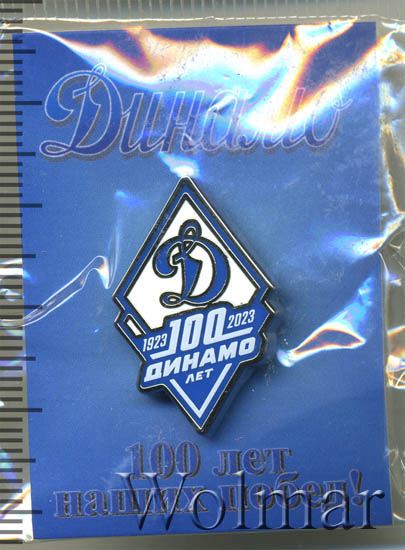 Динамо
Д
1923 100 2023
ДИНАМО
ЛЕТ
100 лет
наших побед!
Wolmar